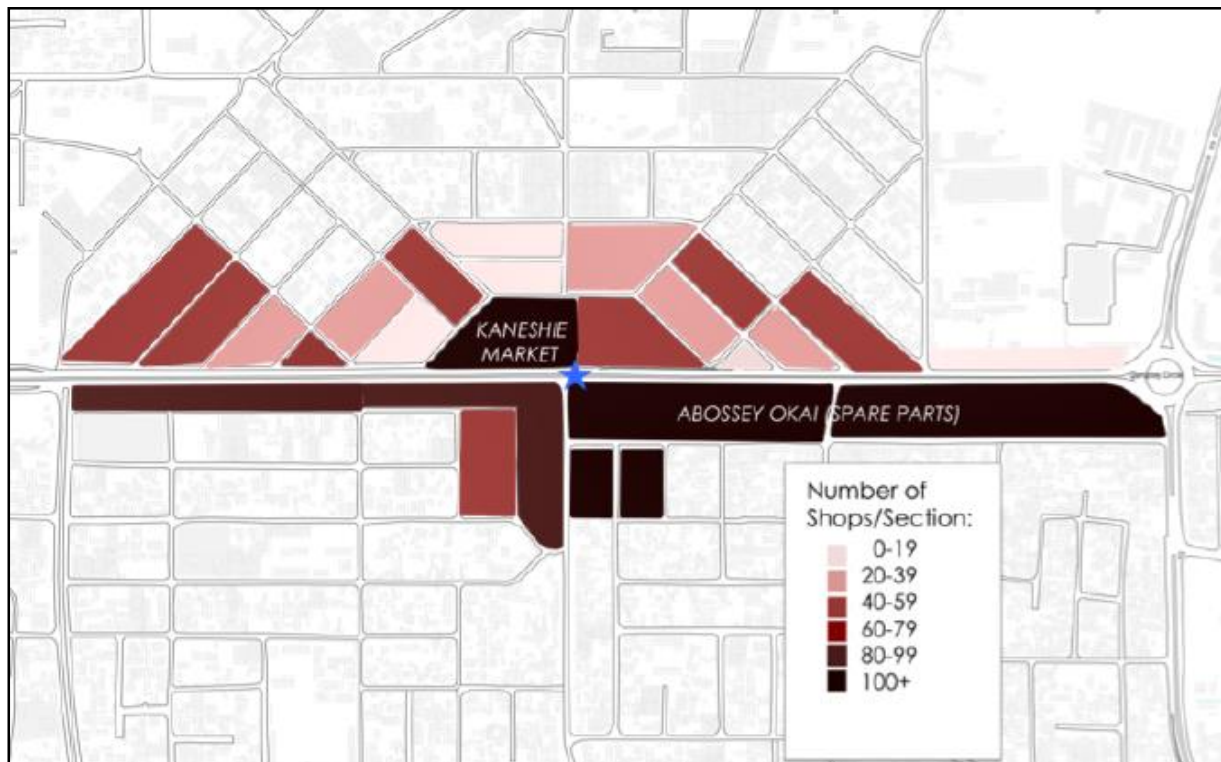 KANESHIE
MARKET
ABOSSEY OKAI (SPARE PARTS)
Number of
Shops/Section:
0-19
20-39
40-59
60-79
80-99
100+